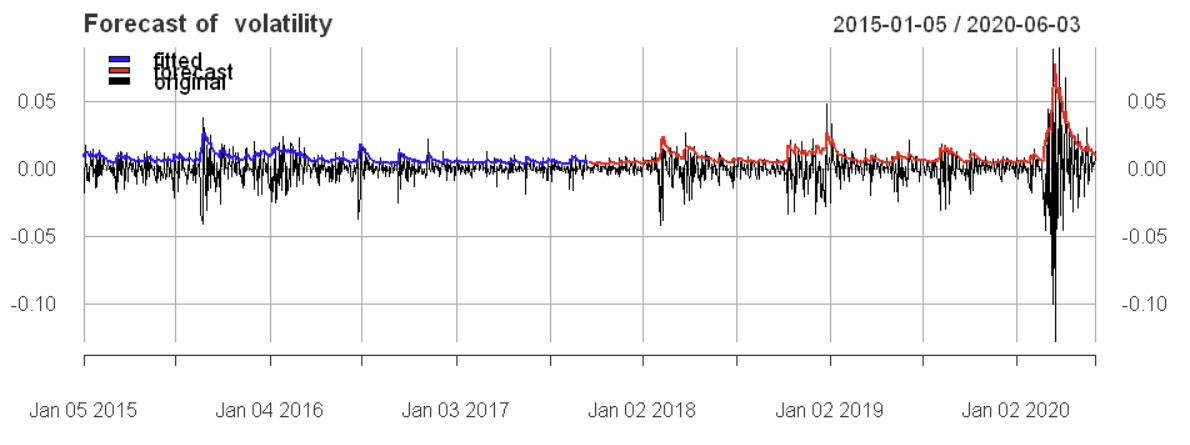 Forecast of volatility
2015-01-05 / 2020-06-03
fitted
forecast
original
0.05
0.00
-0.05
-0.10
0.05
0.00
-0.05
-0.10
Jan 05 2015
Jan 04 2016
Jan 03 2017
Jan 02 2018
Jan 02 2019
Jan 02 2020